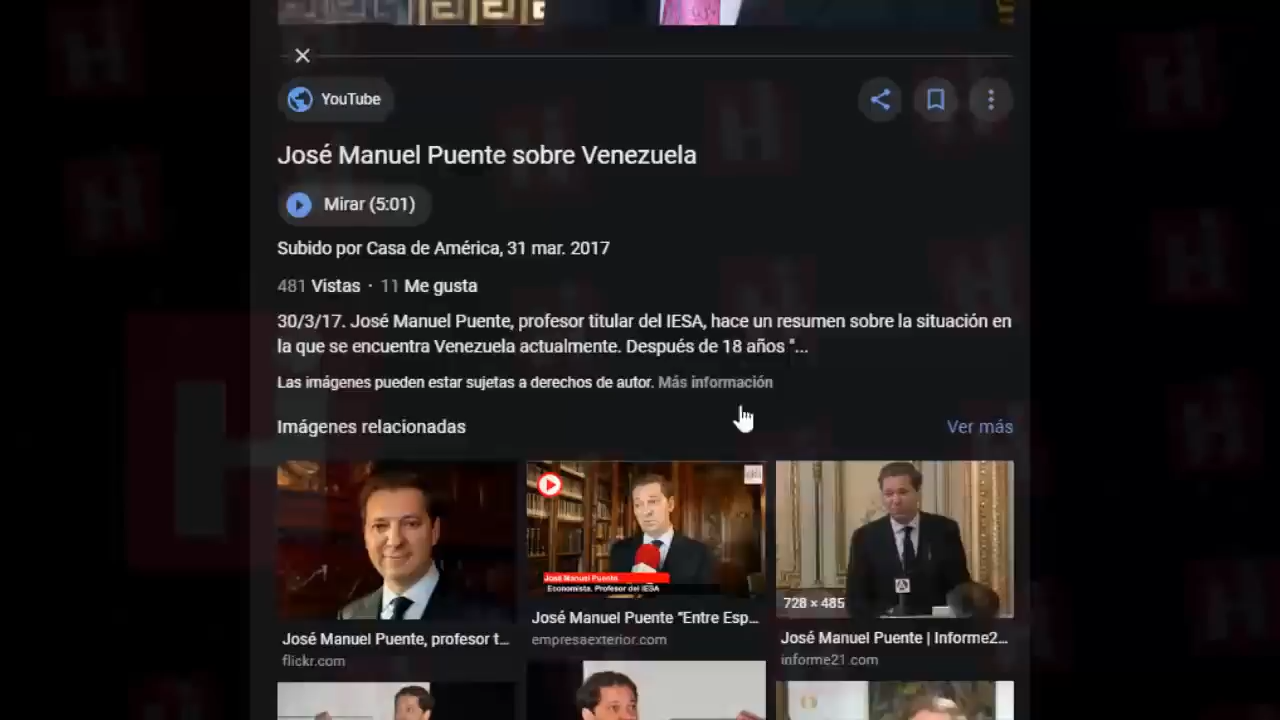 YouTube
José Manuel Puente sobre Venezuela
Mirar (5:01)
Subido por Casa de América, 31 mar. 2017
481 Vistas · 11 Me gusta
30/3/17. José Manuel Puente, profesor titular del IESA, hace un resumen sobre la situación en
la que se encuentra Venezuela actualmente. Después de 18 años "...
Las imágenes pueden estar sujetas a derechos de autor. Más información
Imágenes relacionadas
Ver más
José Manuel Puente.
Economista. Profesor del IESA
728 × 485
José Manuel Puente, profesor t...
José Manuel Puente "Entre Esp...
José Manuel Puente | Informe2...
flickr.com
empresaexterior.com
informe21.com